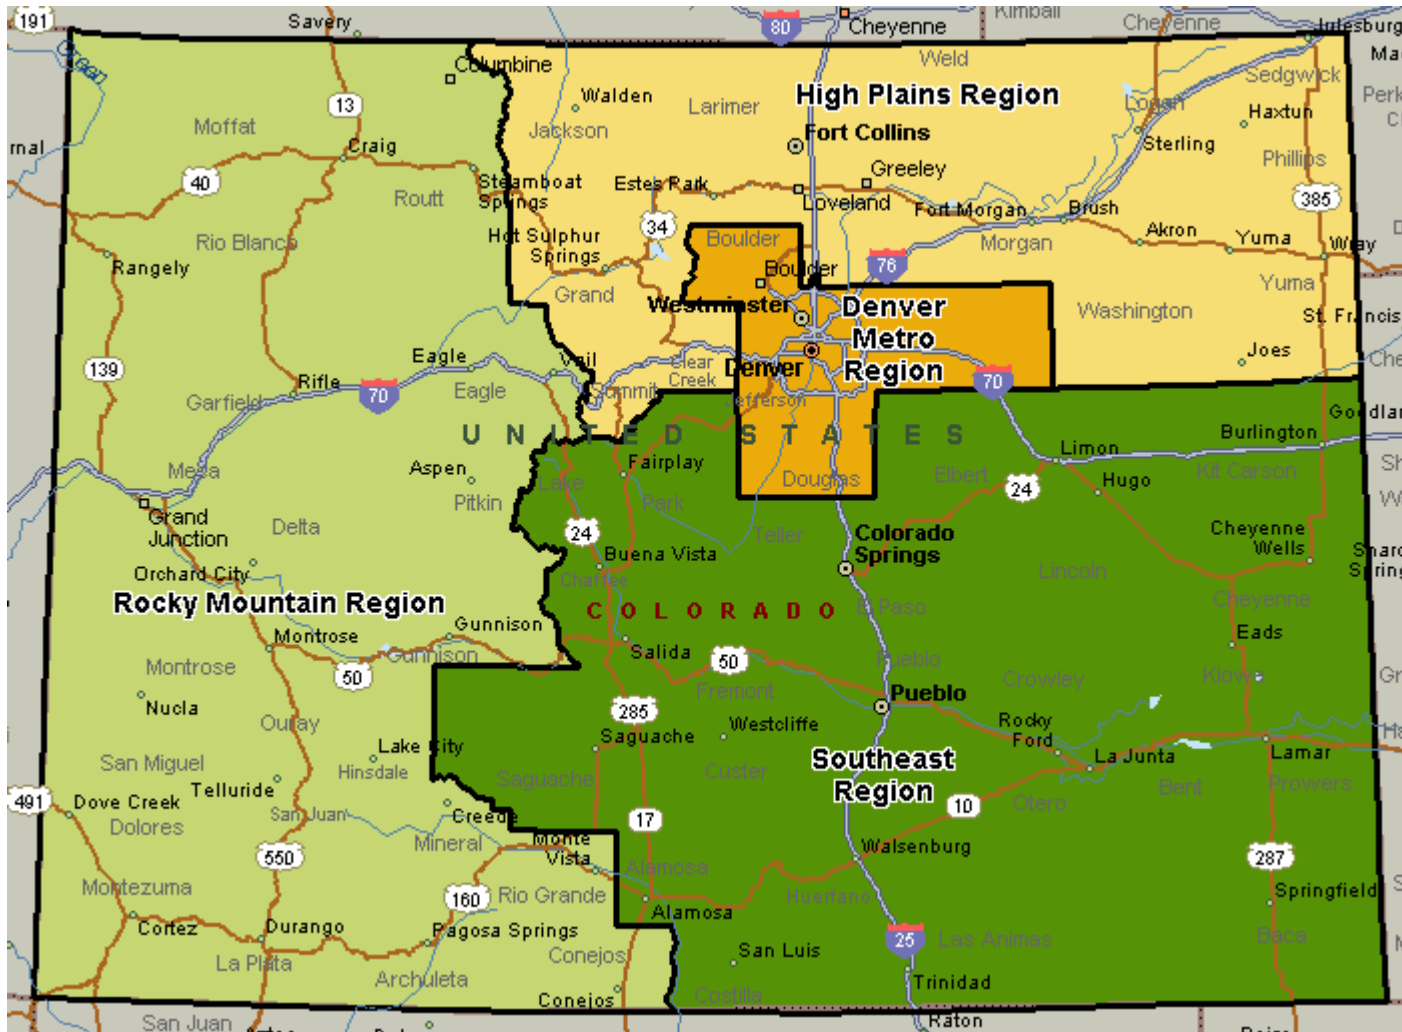 191
Savery
80
Cheyenne
Kimball
Cheyenne
Julesburg
Green
Columbine
Weld
Sedgwick
13
Walden
Larimer
High Plains Region
Logan
Haxtun
Moffat
Jackson
Fort Collins
Sterling
Craig
Phillips
40
Steamboat
Springs
Estes Park
Greeley
Loveland
385
Routt
Fort Morgan
Brush
34
Rio Blanco
Hot Sulphur
Springs
Boulder
Morgan
Akron
Yuma
Wray
Rangely
Boulder
76
Yuma
Grand
Westminster
Denver
Metro
Region
Washington
St. Francis
Eagle
Vail
Clear
Creek
Denver
Joes
139
Rifle
70
Eagle
Summit
Jefferson
70
Garfield
UNITED STATES
Burlington
Limon
Mesa
Aspen
Fairplay
Elbert
Kit Carson
Pitkin
Lake
Park
Douglas
24
Hugo
Grand
Junction
Delta
24
Teller
Colorado
Springs
Cheyenne
Wells
Orchard City
Buena Vista
Chaffee
Lincoln
Rocky Mountain Region
COLORADO
El Paso
Cheyenne
Montrose
Gunnison
Eads
Montrose
50
Gunnison
Salida
50
Pueblo
Crowley
Kiowa
Nucla
Fremont
Pueblo
Ouray
285
Westcliffe
Rocky
Ford
Lake City
Saguache
La Junta
Lamar
San Miguel
Hinsdale
Saguache
Custer
Southeast
Region
Bent
Prowers
Telluride
491
Dove Creek
Dolores
San Juan
Creede
17
10
Otero
Mineral
Monte
Vista
Walsenburg
550
Alamosa
287
Montezuma
160
Rio Grande
Huerfano
Springfield
Cortez
Durango
Pagosa Springs
Alamosa
25
Las Animas
Baca
La Plata
Conejos
San Luis
Archuleta
Conejos
Costilla
Trinidad
San Juan
Raton